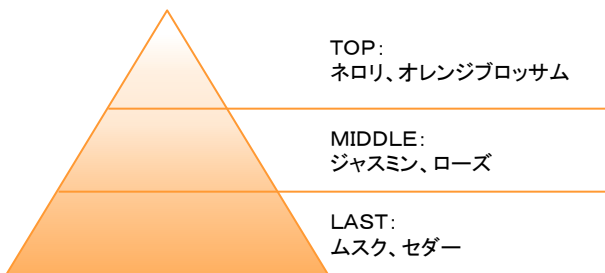 TOP:
ネロリ、オレンジブロッサム
MIDDLE:
ジャスミン、ローズ
LAST:
ムスク、セダー